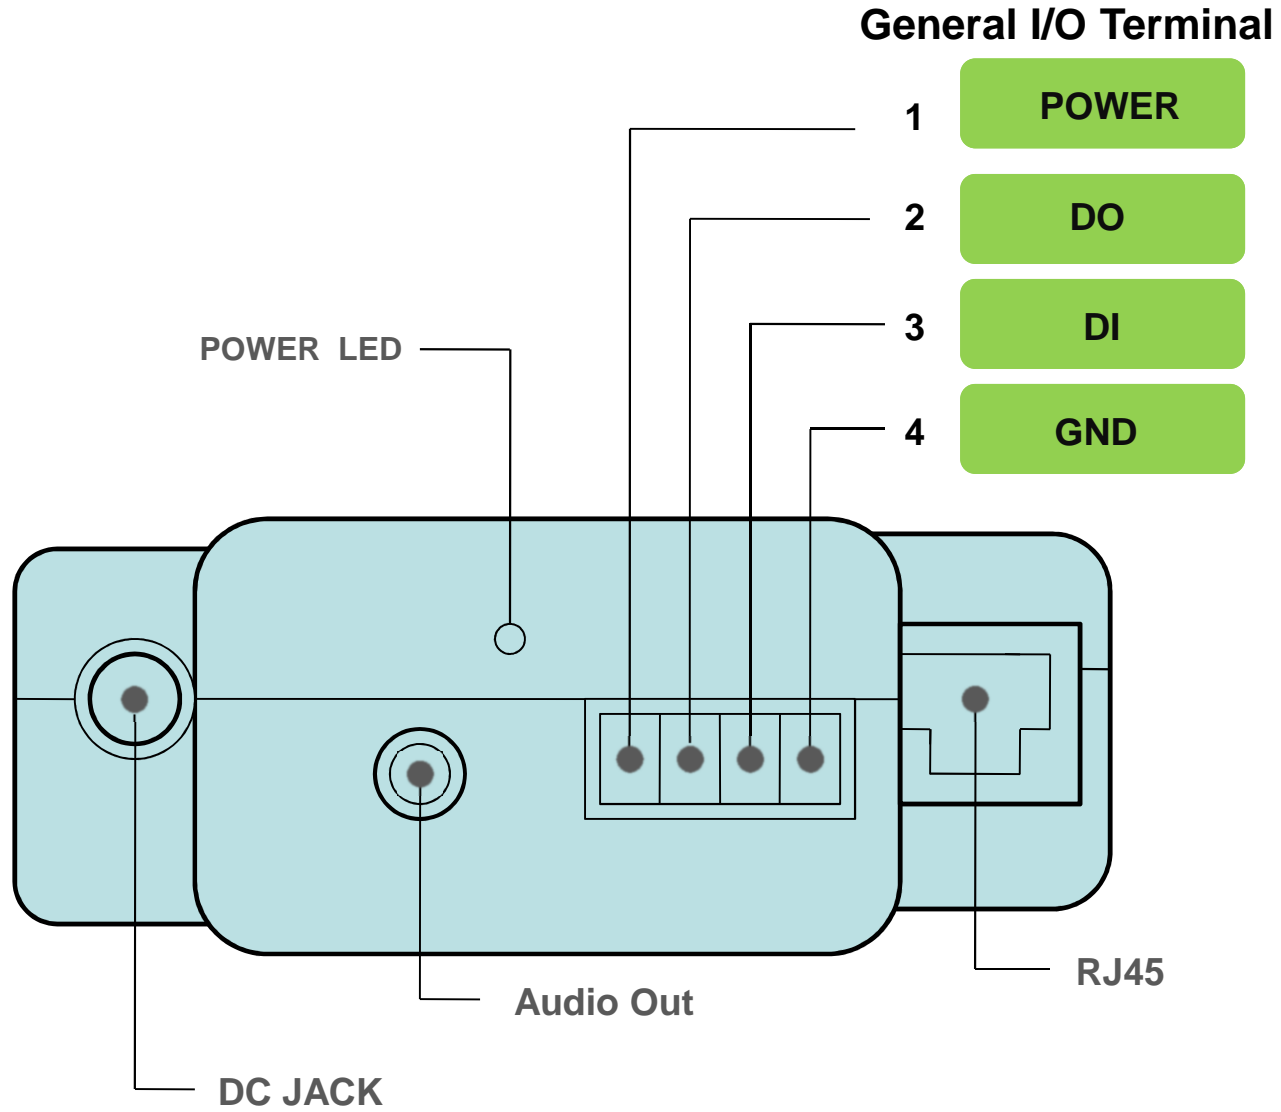 General I/O Terminal
1 POWER
2 DO
3 DI
POWER LED
4 GND
RJ45
Audio Out
DC JACK